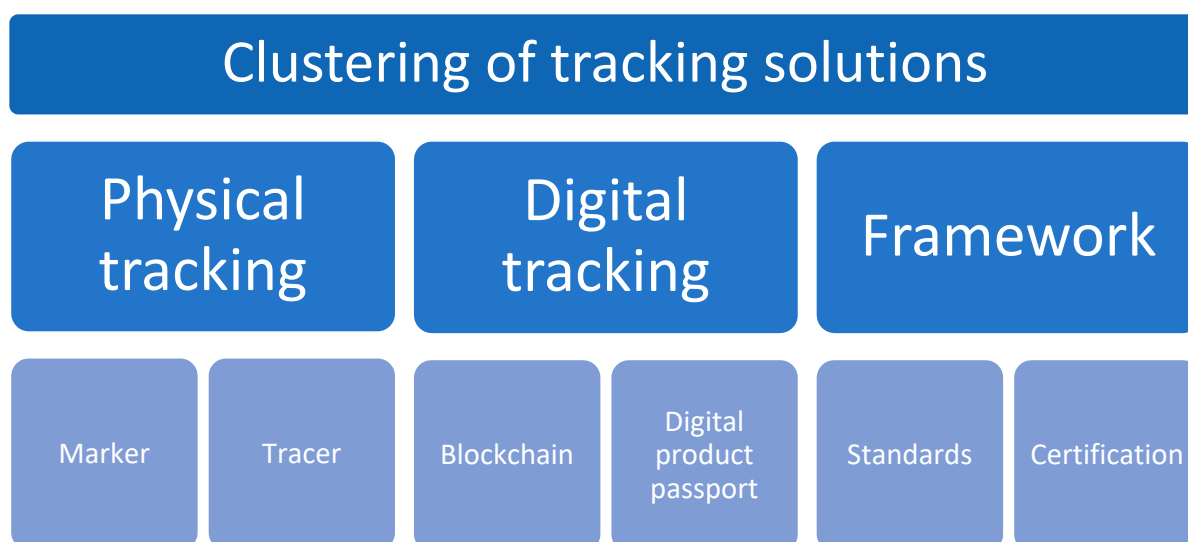 Clustering of tracking solutions
Physical
tracking
Digital
tracking
Framework
Marker
Tracer
Blockchain
Digital
product
passport
Standards
Certification